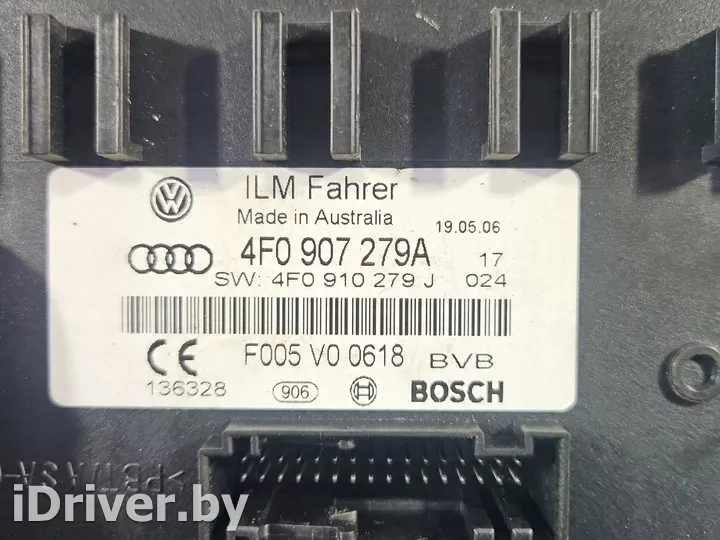 ILM Fahrer
Made in Australia
19.05.06
4F0 907 279A
17
SW: 4F0 910 279 J
024
F005 V0 0618
BVB
CE
136328
906
BOSCH
iDriver.by